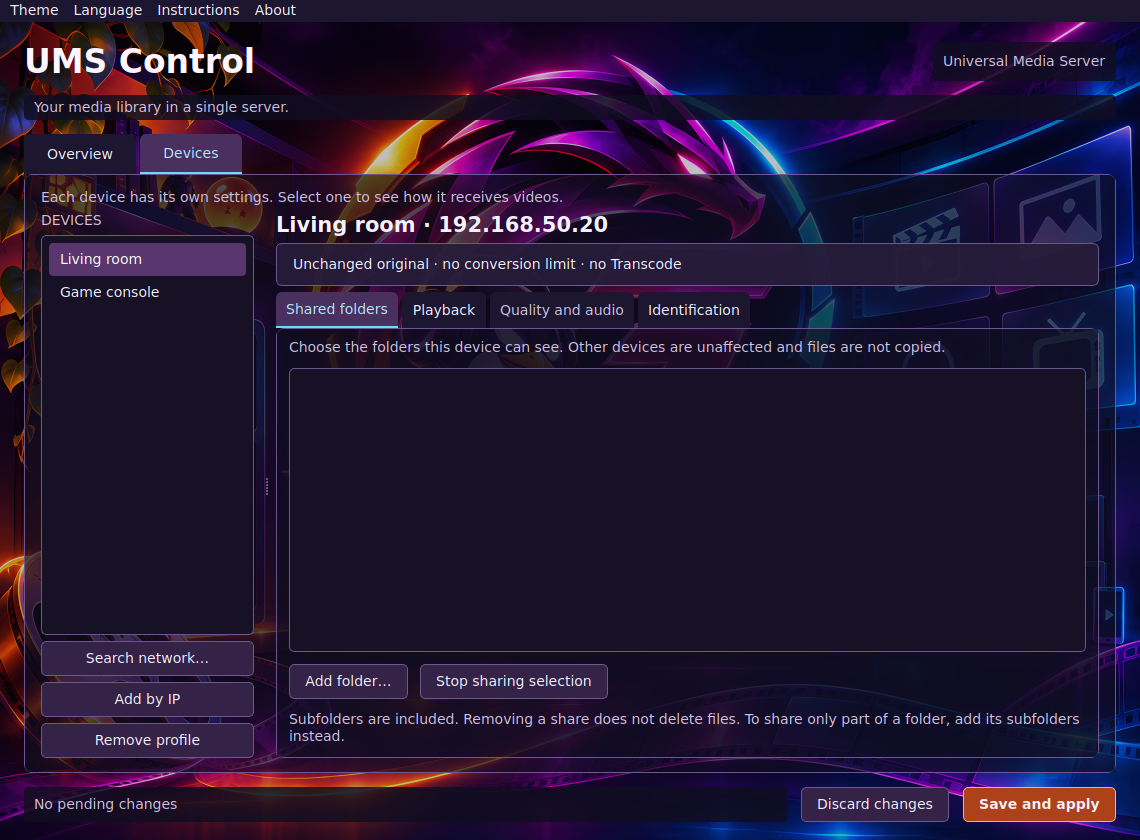 Theme Language Instructions About
UMS Control
Universal Media Server
Your media library in a single server.
Overview
Devices
Each device has its own settings. Select one to see how it receives videos.
DEVICES
Living room
Game console
Search network...
Add by IP
Remove profile
Living room · 192.168.50.20
Unchanged original · no conversion limit · no Transcode
Shared folders
Playback
Quality and audio
Identification
Choose the folders this device can see. Other devices are unaffected and files are not copied.
Add folder...
Stop sharing selection
Subfolders are included. Removing a share does not delete files. To share only part of a folder, add its subfolders
instead.
No pending changes
Discard changes
Save and apply